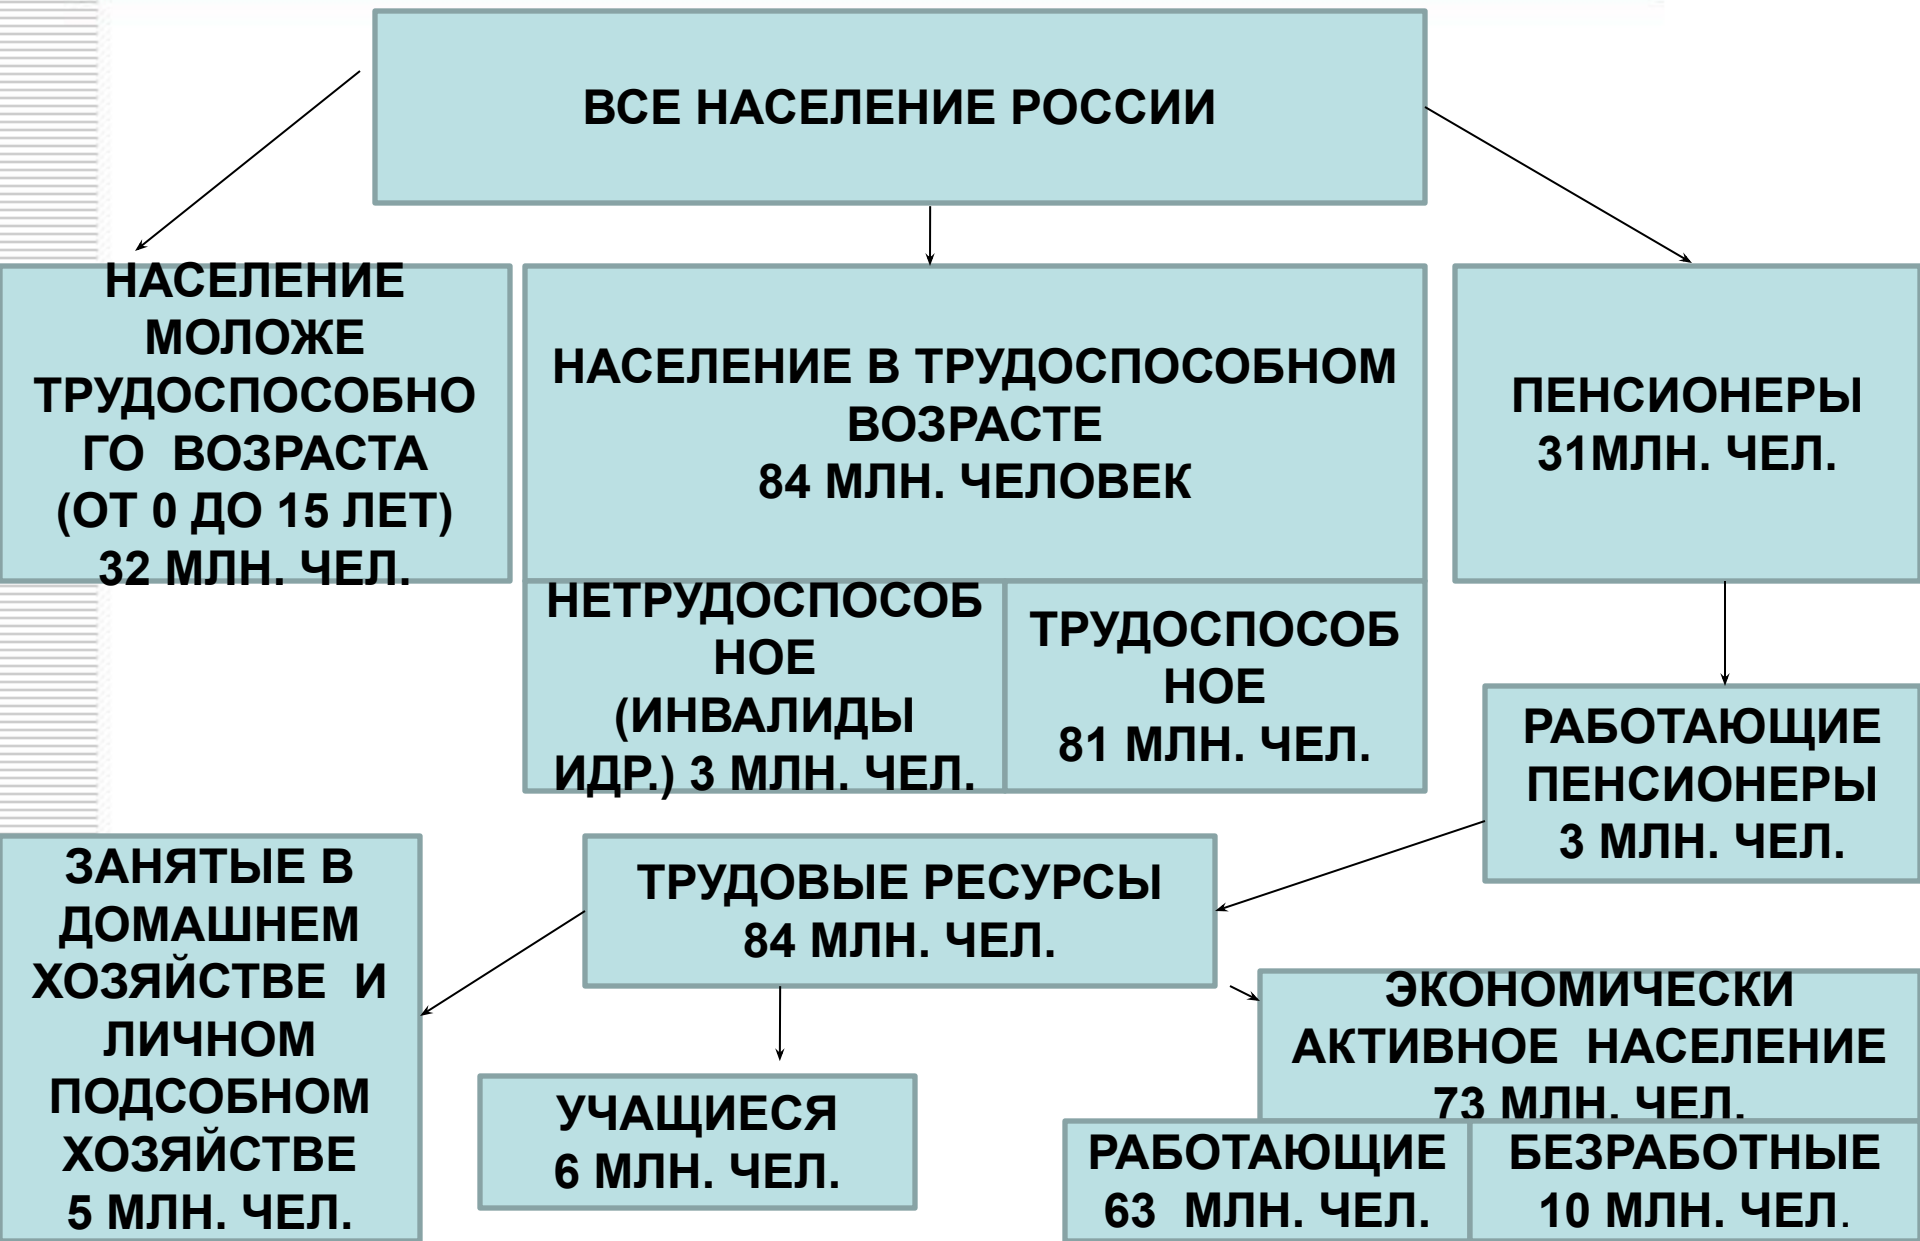 ВСЕ НАСЕЛЕНИЕ РОССИИ
НАСЕЛЕНИЕ
МОЛОЖЕ
ТРУДОСПОСОБНО
ГО ВОЗРАСТА
(ОТ 0 ДО 15 ЛЕТ)
32 МЛН. ЧЕЛ.
НАСЕЛЕНИЕ В ТРУДОСПОСОБНОМ
ВОЗРАСТЕ
84 МЛН. ЧЕЛОВЕК
ПЕНСИОНЕРЫ
31МЛН. ЧЕЛ.
НЕТРУДОСПОСОБ
НОЕ
(ИНВАЛИДЫ
ИДР.) 3 МЛН. ЧЕЛ.
ТРУДОСПОСОБ
НОЕ
81 МЛН. ЧЕЛ.
РАБОТАЮЩИЕ
ПЕНСИОНЕРЫ
3 МЛН. ЧЕЛ.
ЗАНЯТЫЕ В
ДОМАШНЕМ
ХОЗЯЙСТВЕ И
ЛИЧНОМ
ПОДСОБНОМ
ХОЗЯЙСТВЕ
5 МЛН. ЧЕЛ.
ТРУДОВЫЕ РЕСУРСЫ
84 МЛН. ЧЕЛ.
УЧАЩИЕСЯ
6 МЛН. ЧЕЛ.
ЭКОНОМИЧЕСКИ
АКТИВНОЕ НАСЕЛЕНИЕ
73 МЛН. ЧЕЛ.
РАБОТАЮЩИЕ
63 МЛН. ЧЕЛ.
БЕЗРАБОТНЫЕ
10 МЛН. ЧЕЛ.